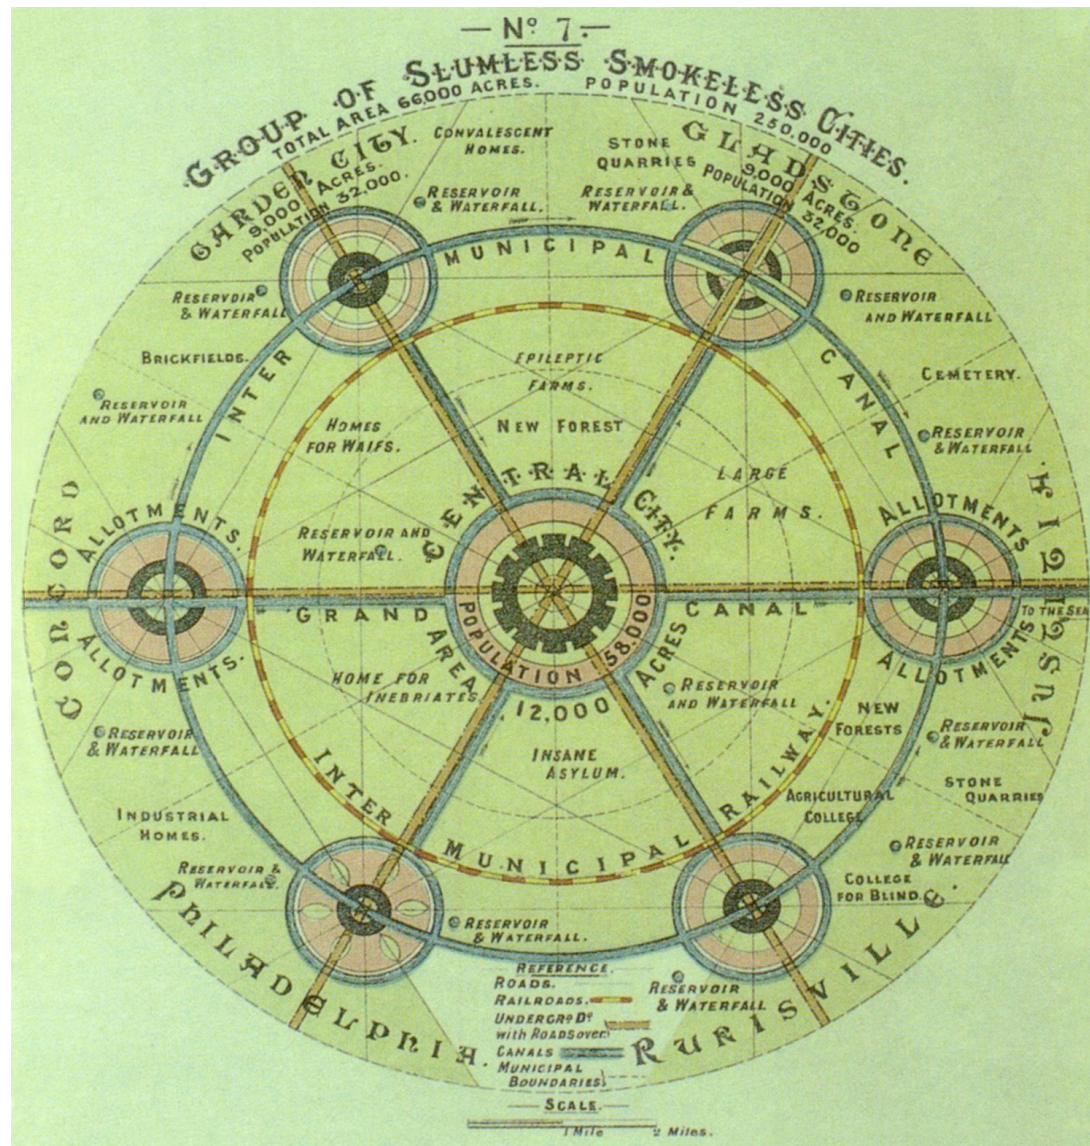 — Nº 7. —
GROUP OF SLUMLESS SMOKELESS CITIES.
TOTAL AREA 66,000 ACRES. POPULATION 250,000
GARDEN CITY.
9,000 ACRES.
POPULATION 32,000.
CONVALESCENT
HOMES.
STONE
QUARRIES
GLADSTONE
9,000 ACRES.
POPULATION
32,000
RESERVOIR
& WATERFALL.
RESERVOIR &
WATERFALL.
INTER MUNICIPAL CANAL
RESERVOIR
& WATERFALL
RESERVOIR
AND WATERFALL
BRICKFIELDS.
EPILEPTIC
FARMS.
CEMETERY.
RESERVOIR
AND WATERFALL
HOMES
FOR WAIFS.
NEW FOREST
RESERVOIR
& WATERFALL
LARGE
FARMS.
CENTRAL CITY.
CONCORD
ALLOTMENTS.
ALLOTMENTS
RESERVOIR AND
WATERFALL.
GRAND CANAL
TO THE SEA
POPULATION 58,000
AREA 12,000 ACRES
ALLOTMENTS.
ALLOTMENTS
JUSTITIA.
HOME FOR
INEBRIATES.
RESERVOIR
AND WATERFALL
NEW
FORESTS
RESERVOIR
& WATERFALL
RESERVOIR
& WATERFALL
INSANE
ASYLUM.
STONE
QUARRIES
AGRICULTURAL
COLLEGE
INTER MUNICIPAL RAILWAY.
INDUSTRIAL
HOMES.
RESERVOIR
& WATERFALL
RESERVOIR &
WATERFALL.
COLLEGE
FOR BLIND.
RESERVOIR
& WATERFALL.
PHILADELPHIA.
RURISVILLE.
RESERVOIR
& WATERFALL
REFERENCE.
ROADS.
RAILROADS.
UNDERGRᴰ Dº
with Roads over
CANALS
MUNICIPAL
BOUNDARIES
— SCALE. —
1 Mile 2 Miles.